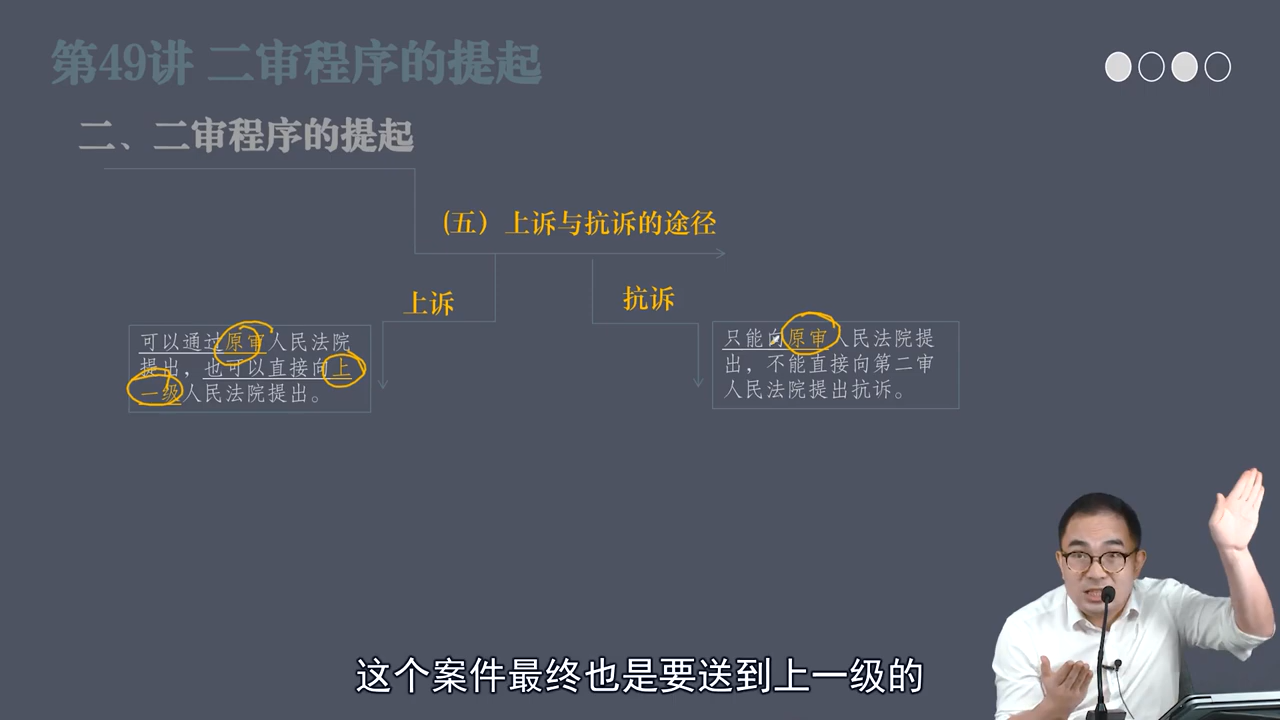 第49讲 二审程序的提起
二、二审程序的提起
(五）上诉与抗诉的途径
上诉
抗诉
可以通过原审人民法院
提出，也可以直接向上
一级人民法院提出。
只能向原审人民法院提
出，不能直接向第二审
人民法院提出抗诉。
这个案件最终也是要送到上一级的